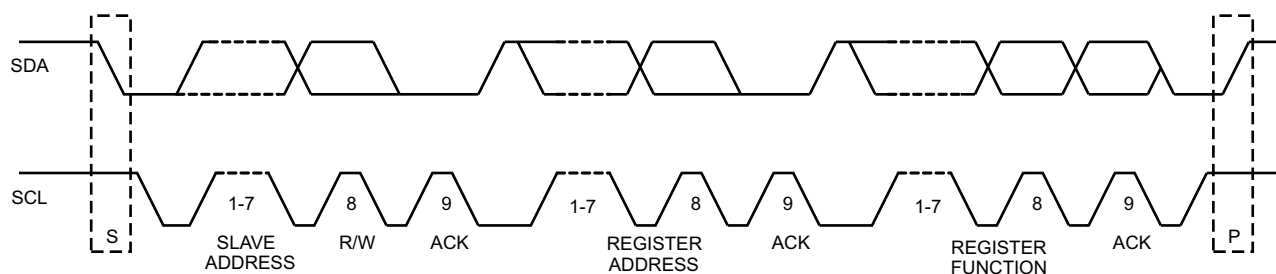 SDA
SCL
1-7
8
9
1-7
8
9
1-7
8
9
S
SLAVE
ADDRESS
R/W
ACK
REGISTER
ADDRESS
ACK
REGISTER
FUNCTION
ACK
P